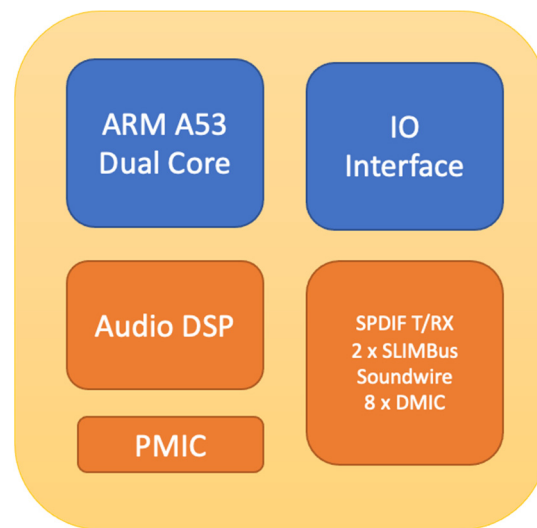 ARM A53
Dual Core
IO
Interface
Audio DSP
SPDIF T/RX
2 x SLIMBus
Soundwire
8 x DMIC
PMIC